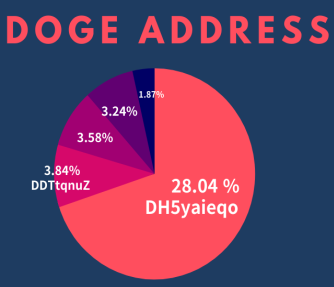 DOGE ADDRESS
1.87%
3.24%
3.58%
3.84%
DDTtqnuZ
28.04 %
DH5yaieqo